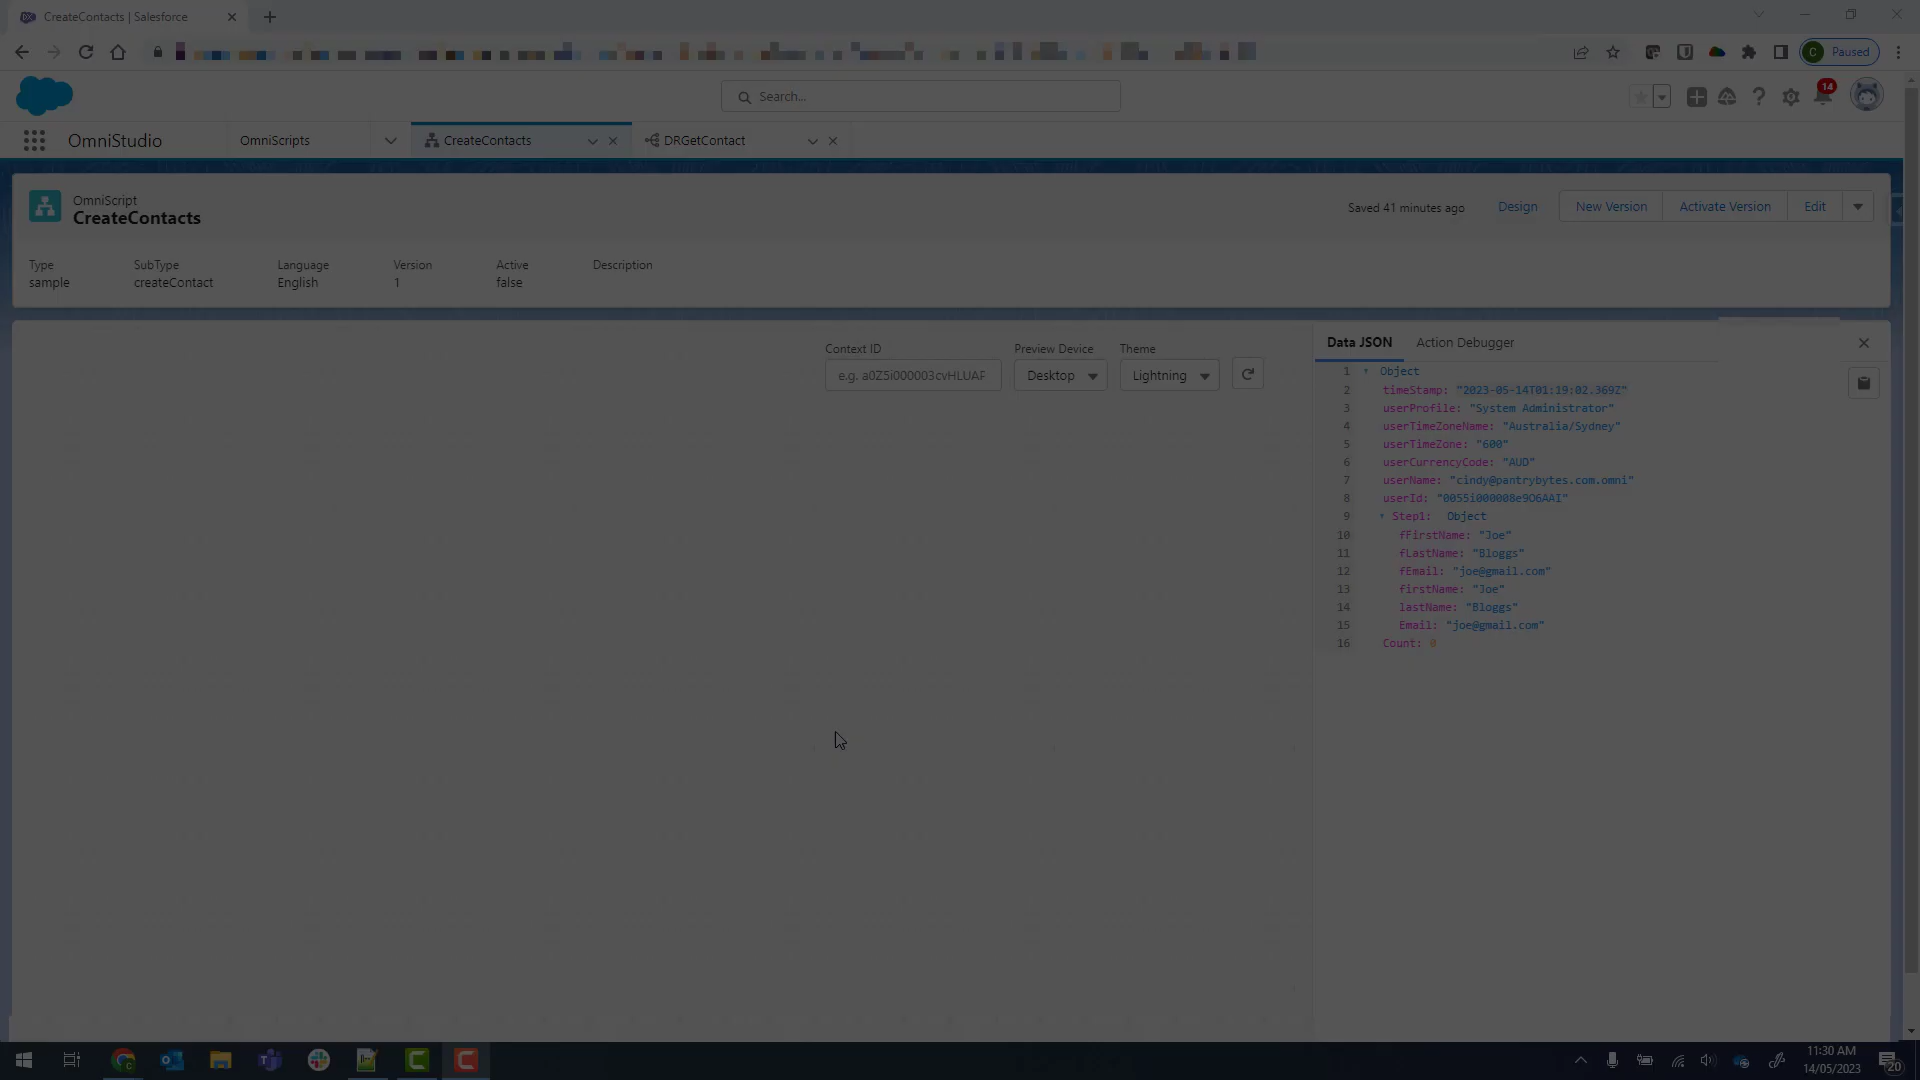 CreateContacts | Salesforce
C Paused
Search...
14
OmniStudio
OmniScripts
CreateContacts
DRGetContact
OmniScript
CreateContacts
Saved 41 minutes ago
Design
New Version
Activate Version
Edit
Type
SubType
Language
Version
Active
Description
sample
createContact
English
1
false
Context ID
Preview Device
Theme
e.g. a0Z5i000003cvHLUAP
Desktop
Lightning
Data JSON
Action Debugger
1 Object
2 timeStamp: "2023-05-14T01:19:02.369Z"
3 userProfile: "System Administrator"
4 userTimeZoneName: "Australia/Sydney"
5 userTimeZone: "600"
6 userCurrencyCode: "AUD"
7 userName: "cindy@pantrybytes.com.omni"
8 userId: "0055i000008e9O6AAI"
9 Step1: Object
10 fFirstName: "Joe"
11 fLastName: "Bloggs"
12 fEmail: "joe@gmail.com"
13 firstName: "Joe"
14 lastName: "Bloggs"
15 Email: "joe@gmail.com"
16 Count: 0
11:30 AM
14/05/2023
20